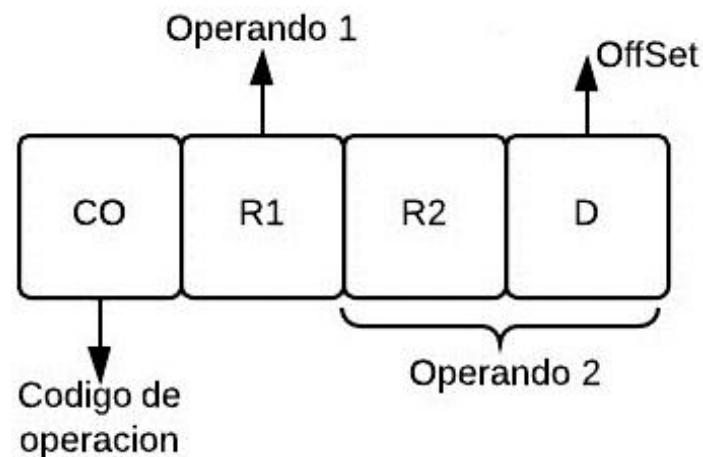 Operando 1
OffSet
CO
R1
R2
D
Operando 2
Codigo de
operacion